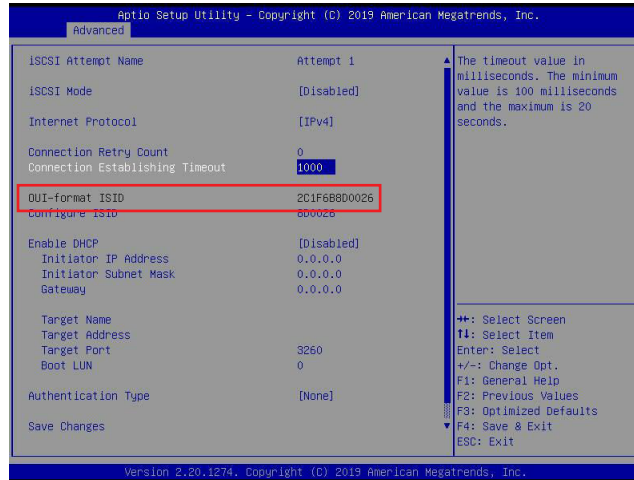 Aptio Setup Utility – Copyright (C) 2019 American Megatrends, Inc.
Advanced
iSCSI Attempt Name Attempt 1
iSCSI Mode [Disabled]
Internet Protocol [IPv4]
Connection Retry Count 0
Connection Establishing Timeout 1000
OUI-format ISID 2C1F6B8D0026
Configure ISID 8D0026
Enable DHCP [Disabled]
Initiator IP Address 0.0.0.0
Initiator Subnet Mask 0.0.0.0
Gateway 0.0.0.0
Target Name
Target Address
Target Port 3260
Boot LUN 0
Authentication Type [None]
Save Changes
The timeout value in
milliseconds. The minimum
value is 100 milliseconds
and the maximum is 20
seconds.
→←: Select Screen
↑↓: Select Item
Enter: Select
+/-: Change Opt.
F1: General Help
F2: Previous Values
F3: Optimized Defaults
F4: Save & Exit
ESC: Exit
Version 2.20.1274. Copyright (C) 2019 American Megatrends, Inc.